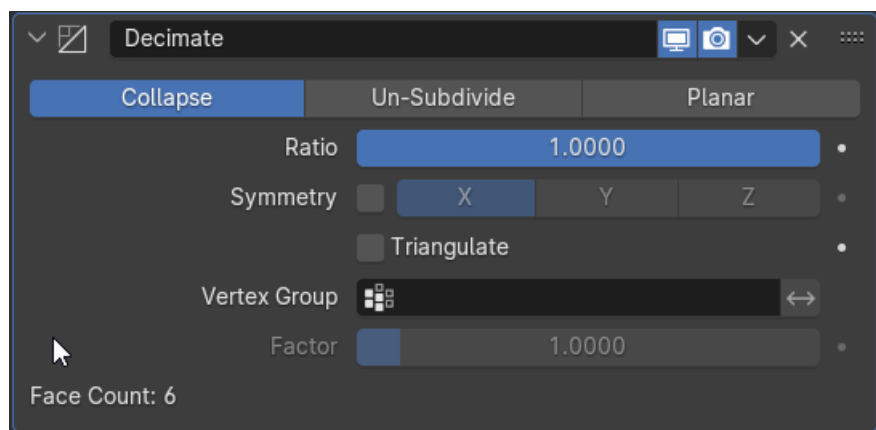 Decimate
Collapse Un-Subdivide Planar
Ratio 1.0000
Symmetry X Y Z
Triangulate
Vertex Group
Factor 1.0000
Face Count: 6